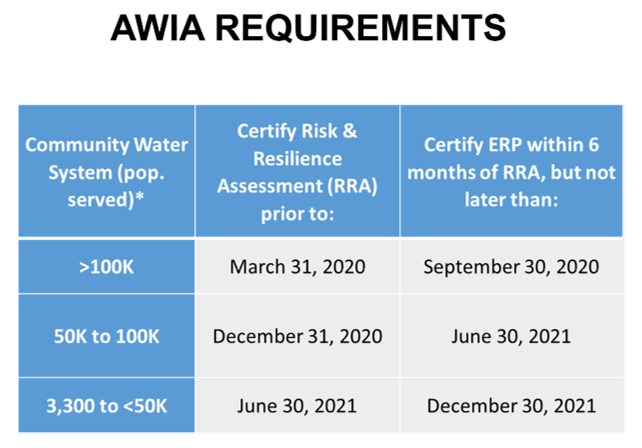 AWIA REQUIREMENTS
Community Water
System (pop.
served)*
Certify Risk &
Resilience
Assessment (RRA)
prior to:
Certify ERP within 6
months of RRA, but not
later than:
>100K
March 31, 2020
September 30, 2020
50K to 100K
December 31, 2020
June 30, 2021
3,300 to <50K
June 30, 2021
December 30, 2021